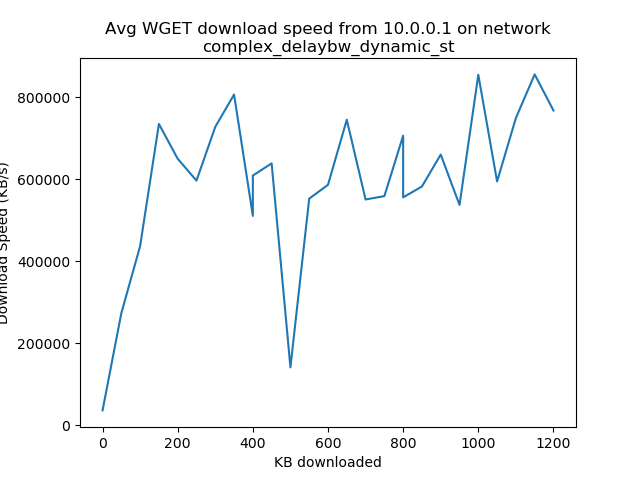 Avg WGET download speed from 10.0.0.1 on network
complex_delaybw_dynamic_st
800000
600000
400000
200000
0
Download Speed (KB/s)
0 200 400 600 800 1000 1200
KB downloaded